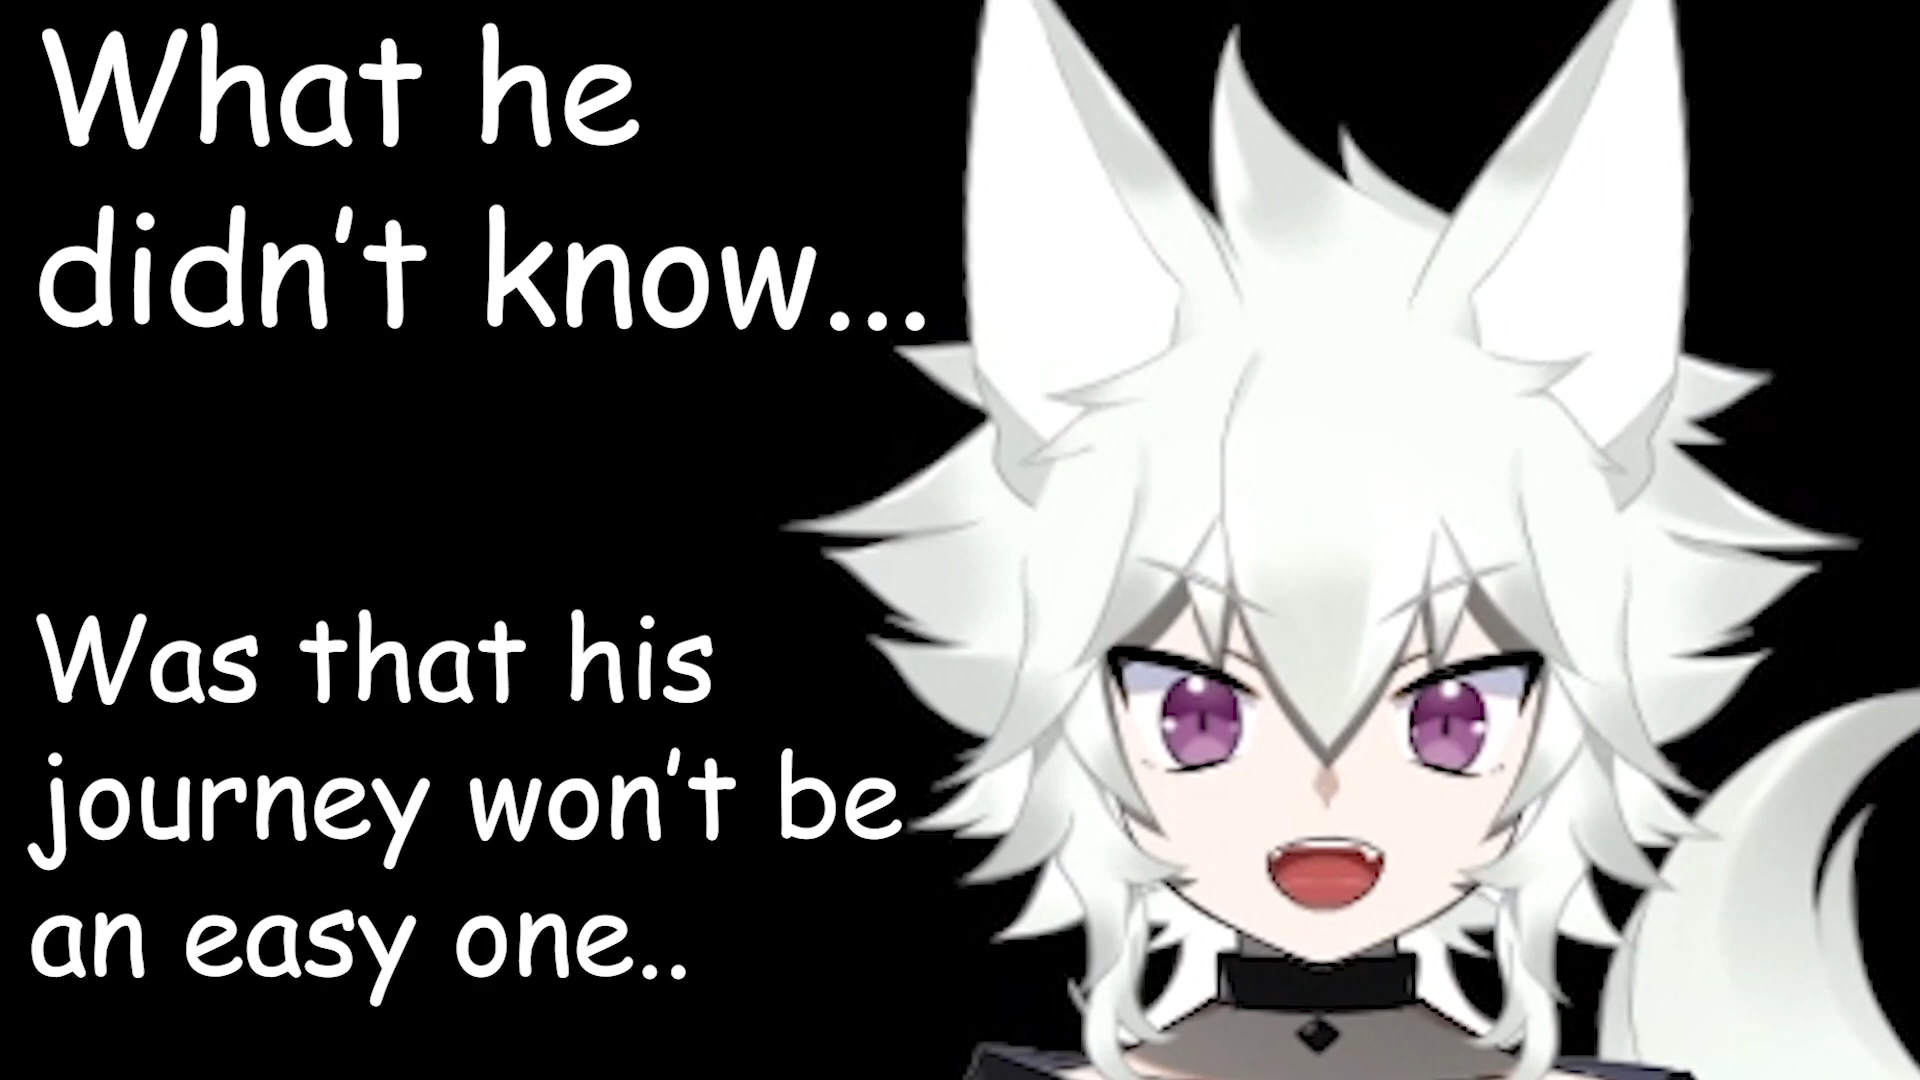 What he
didn't know...
Was that his
journey won't be
an easy one..